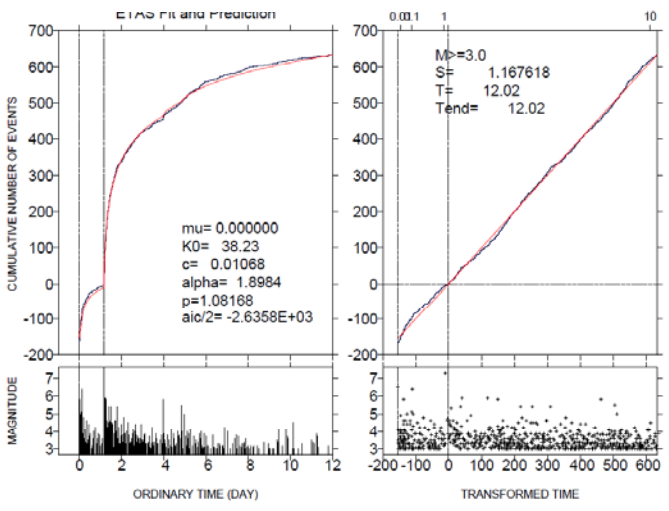 ETAS Fit and Prediction
0.01 0.1 1 10
700
600
500
400
300
200
100
0
-100
-200
CUMULATIVE NUMBER OF EVENTS
mu= 0.000000
K0= 38.23
c= 0.01068
alpha= 1.8984
p=1.08168
aic/2= -2.6358E+03
700
600
500
400
300
200
100
0
-100
-200
M>=3.0
S= 1.167618
T= 12.02
Tend= 12.02
MAGNITUDE
7
6
5
4
3
0 2 4 6 8 10 12
ORDINARY TIME (DAY)
7
6
5
4
3
-200 -100 0 100 200 300 400 500 600
TRANSFORMED TIME